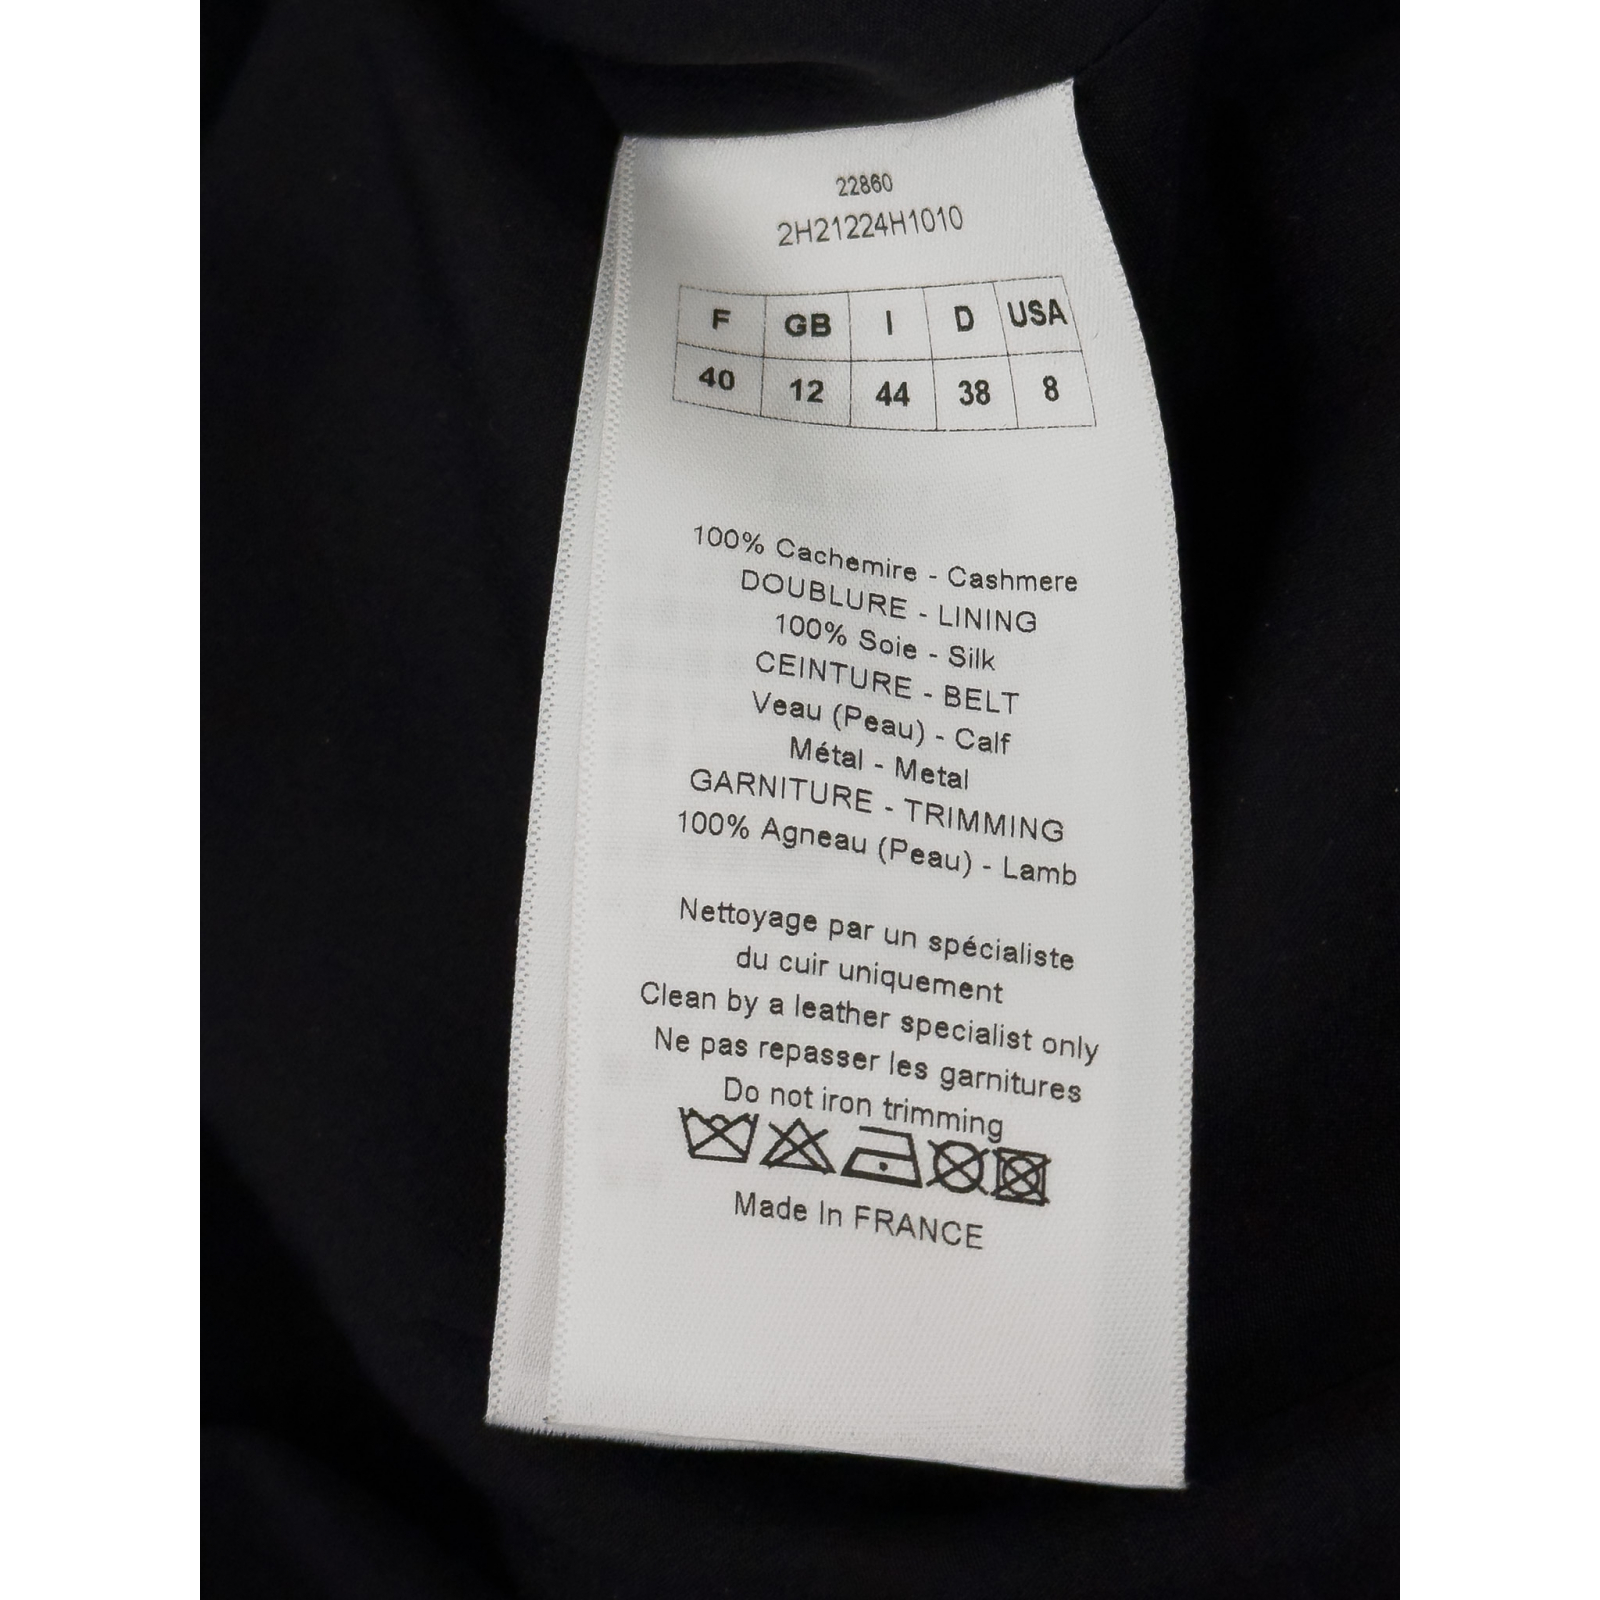 22860
2H21224H1010
F GB I D USA
40 12 44 38 8
100% Cachemire - Cashmere
DOUBLURE - LINING
100% Soie - Silk
CEINTURE - BELT
Veau (Peau) - Calf
Métal - Metal
GARNITURE - TRIMMING
100% Agneau (Peau) - Lamb
Nettoyage par un spécialiste
du cuir uniquement
Clean by a leather specialist only
Ne pas repasser les garnitures
Do not iron trimming
Made In FRANCE